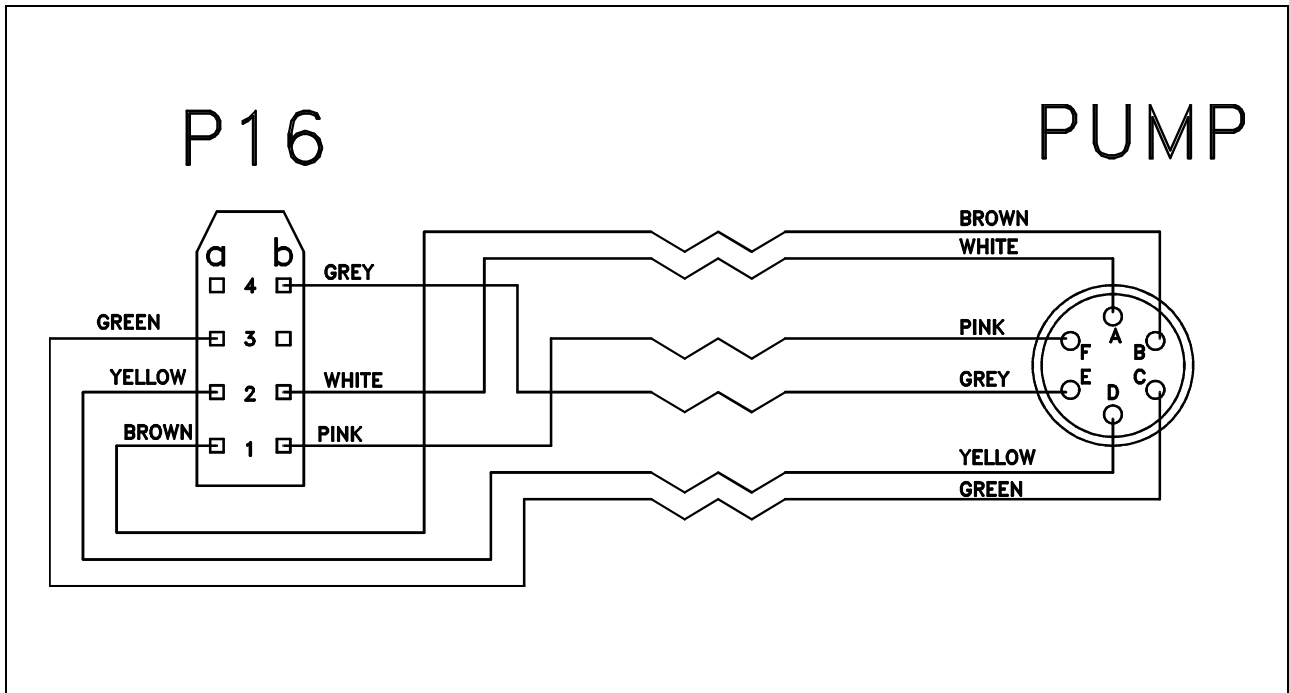 P16
PUMP
BROWN
WHITE
a b
4 GREY
GREEN 3
PINK
YELLOW 2 WHITE
GREY
BROWN 1 PINK
A
F B
E C
D
YELLOW
GREEN